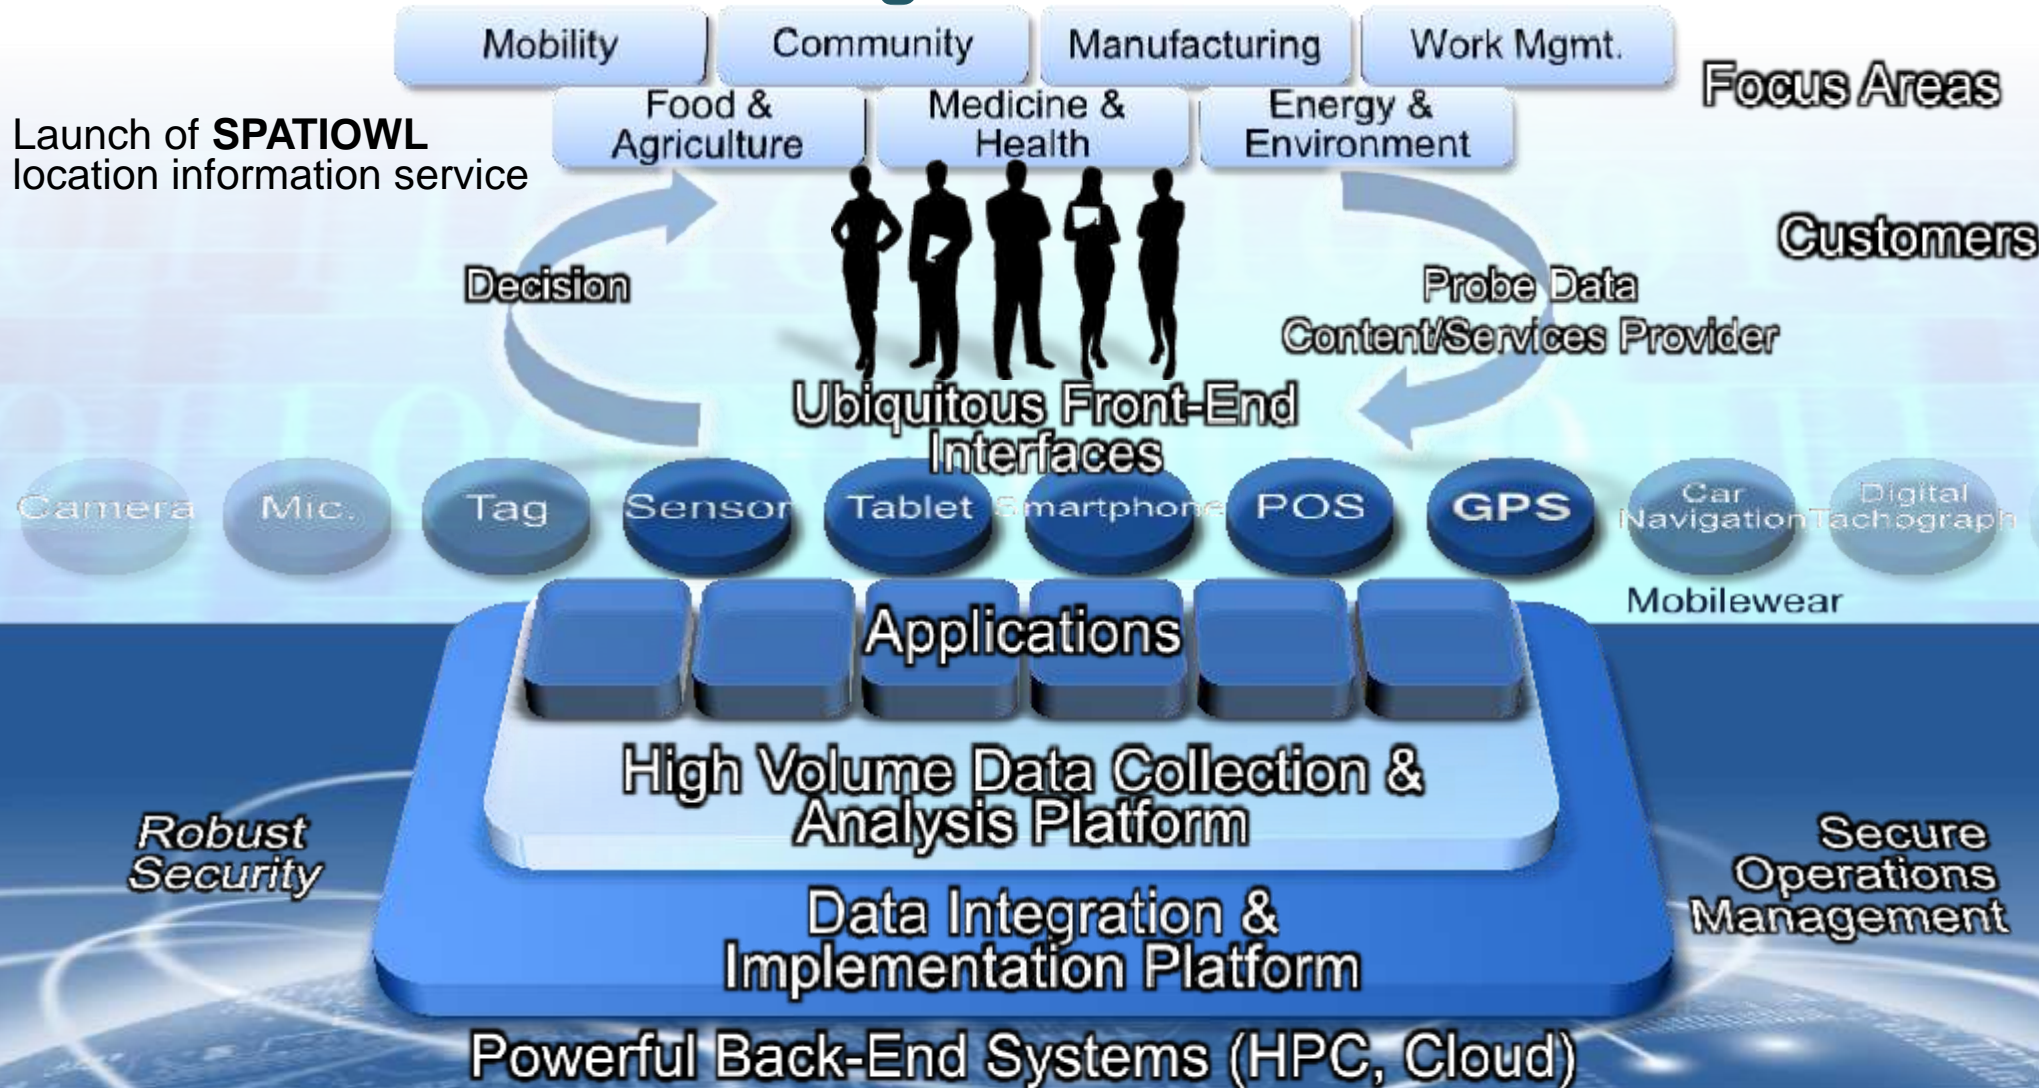 Mobility
Community
Manufacturing
Work Mgmt.
Focus Areas
Food &
Agriculture
Medicine &
Health
Energy &
Environment
Launch of SPATIOWL
location information service
Customers
Decision
Probe Data
Content/Services Provider
Ubiquitous Front-End
Interfaces
Camera
Mic.
Tag
Sensor
Tablet
Smartphone
POS
GPS
Car
Navigation
Digital
Tachograph
Mobilewear
Applications
High Volume Data Collection &
Analysis Platform
Robust
Security
Secure
Operations
Management
Data Integration &
Implementation Platform
Powerful Back-End Systems (HPC, Cloud)